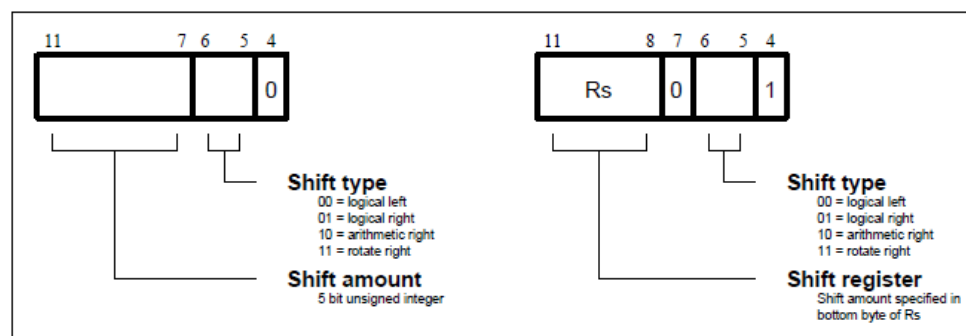 11 7 6 5 4
0
Shift type
00 = logical left
01 = logical right
10 = arithmetic right
11 = rotate right
Shift amount
5 bit unsigned integer
11 8 7 6 5 4
Rs 0 1
Shift type
00 = logical left
01 = logical right
10 = arithmetic right
11 = rotate right
Shift register
Shift amount specified in
bottom byte of Rs